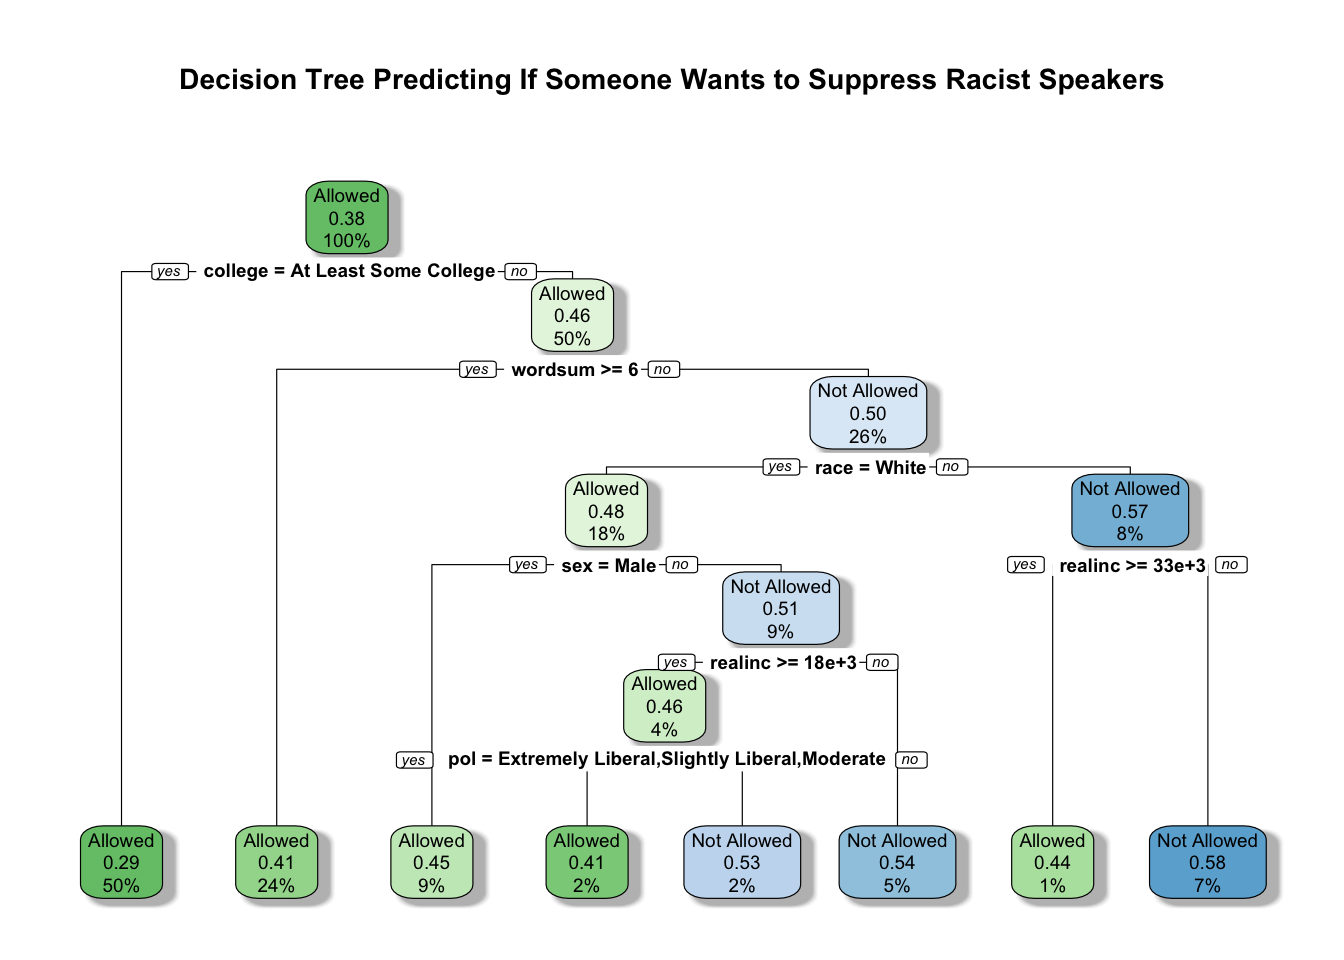 Decision Tree Predicting If Someone Wants to Suppress Racist Speakers
Allowed
0.38
100%
yes
college = At Least Some College
no
Allowed
0.46
50%
yes
wordsum >= 6
no
Not Allowed
0.50
26%
yes
race = White
no
Allowed
0.48
18%
Not Allowed
0.57
8%
yes
sex = Male
no
yes
realinc >= 33e+3
no
Not Allowed
0.51
9%
yes
realinc >= 18e+3
no
Allowed
0.46
4%
yes
pol = Extremely Liberal,Slightly Liberal,Moderate
no
Allowed
0.29
50%
Allowed
0.41
24%
Allowed
0.45
9%
Allowed
0.41
2%
Not Allowed
0.53
2%
Not Allowed
0.54
5%
Allowed
0.44
1%
Not Allowed
0.58
7%